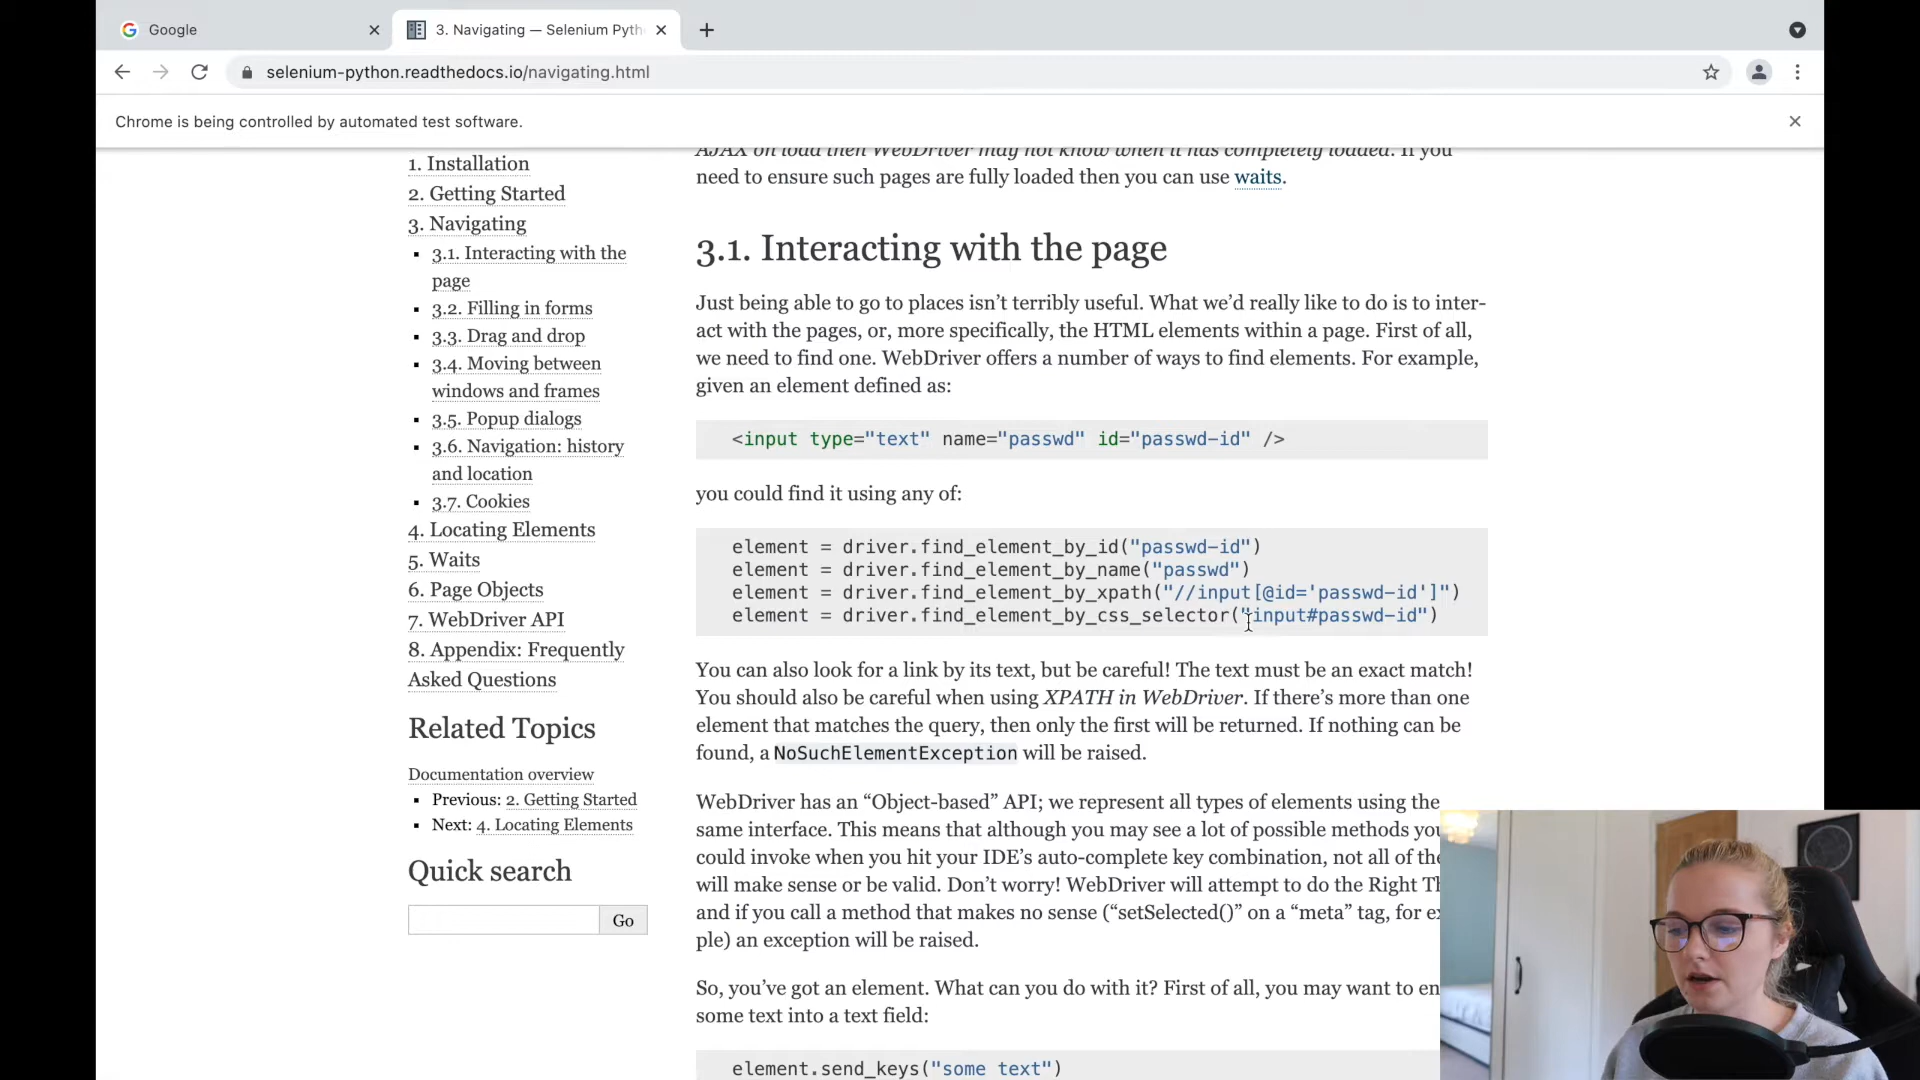 Google
3. Navigating — Selenium Pyth
selenium-python.readthedocs.io/navigating.html
Chrome is being controlled by automated test software.
1. Installation
2. Getting Started
3. Navigating
3.1. Interacting with the
page
3.2. Filling in forms
3.3. Drag and drop
3.4. Moving between
windows and frames
3.5. Popup dialogs
3.6. Navigation: history
and location
3.7. Cookies
4. Locating Elements
5. Waits
6. Page Objects
7. WebDriver API
8. Appendix: Frequently
Asked Questions
Related Topics
Documentation overview
Previous: 2. Getting Started
Next: 4. Locating Elements
Quick search
Go
AJAX on load then WebDriver may not know when it has completely loaded. If you
need to ensure such pages are fully loaded then you can use waits.
3.1. Interacting with the page
Just being able to go to places isn’t terribly useful. What we’d really like to do is to inter-
act with the pages, or, more specifically, the HTML elements within a page. First of all,
we need to find one. WebDriver offers a number of ways to find elements. For example,
given an element defined as:
<input type="text" name="passwd" id="passwd-id" />
you could find it using any of:
element = driver.find_element_by_id("passwd-id")
element = driver.find_element_by_name("passwd")
element = driver.find_element_by_xpath("//input[@id='passwd-id']")
element = driver.find_element_by_css_selector("input#passwd-id")
You can also look for a link by its text, but be careful! The text must be an exact match!
You should also be careful when using XPATH in WebDriver. If there’s more than one
element that matches the query, then only the first will be returned. If nothing can be
found, a NoSuchElementException will be raised.
WebDriver has an “Object-based” API; we represent all types of elements using the
same interface. This means that although you may see a lot of possible methods you
could invoke when you hit your IDE’s auto-complete key combination, not all of the
will make sense or be valid. Don’t worry! WebDriver will attempt to do the Right T
and if you call a method that makes no sense (“setSelected()” on a “meta” tag, for ex
ple) an exception will be raised.
So, you’ve got an element. What can you do with it? First of all, you may want to en
some text into a text field:
element.send_keys("some text")